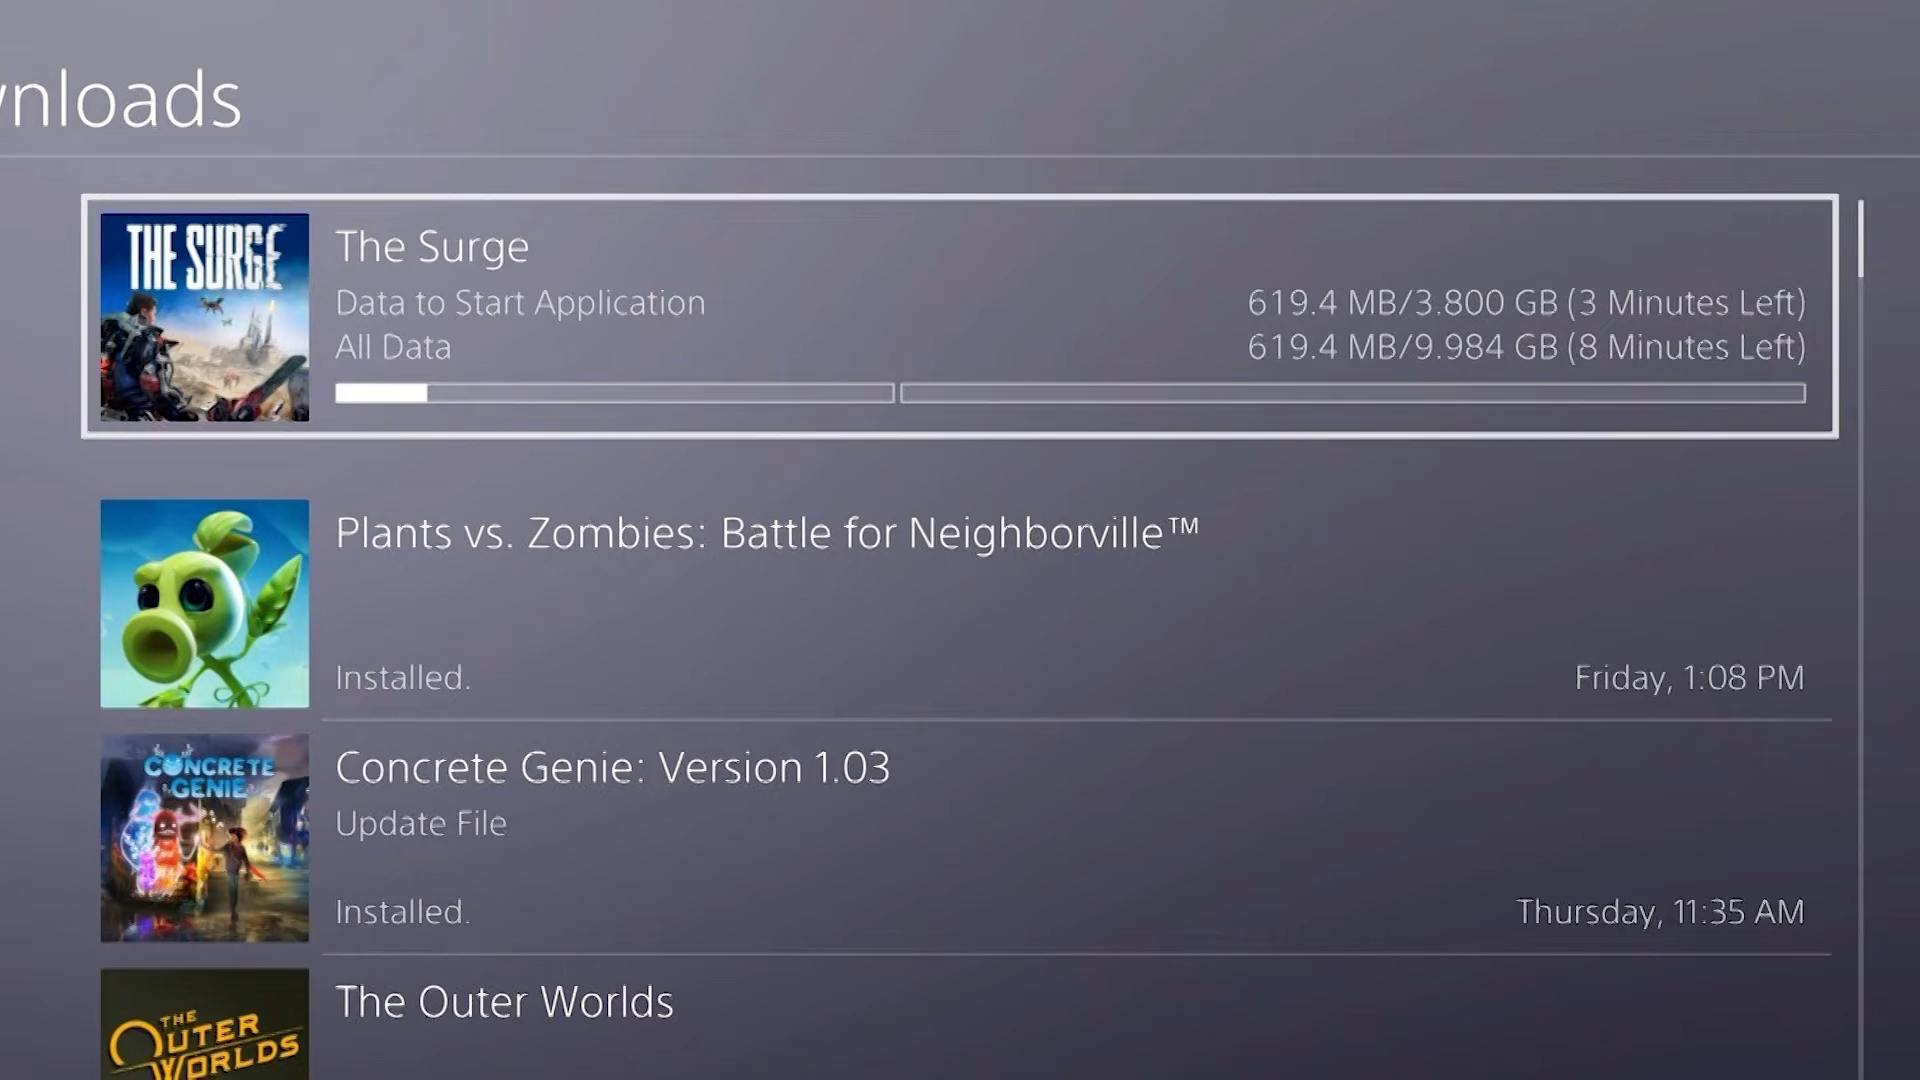 wnloads
THE SURGE
The Surge
Data to Start Application
619.4 MB/3.800 GB (3 Minutes Left)
All Data
619.4 MB/9.984 GB (8 Minutes Left)
Plants vs. Zombies: Battle for Neighborville™
Installed.
Friday, 1:08 PM
CONCRETE
GENIE
Concrete Genie: Version 1.03
Update File
Installed.
Thursday, 11:35 AM
THE
OUTER
WORLDS
The Outer Worlds